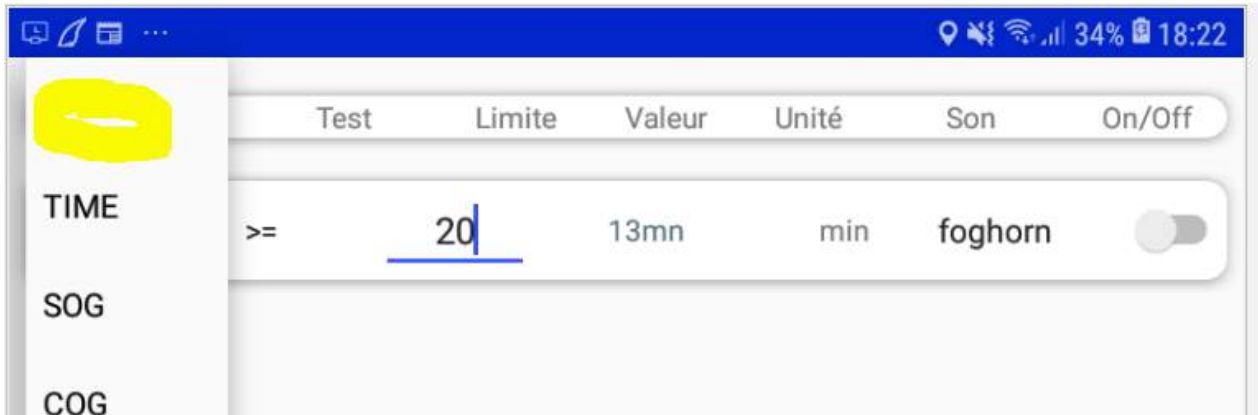 34% 18:22
Test Limite Valeur Unité Son On/Off
TIME
>= 20 13mn min foghorn
SOG
COG